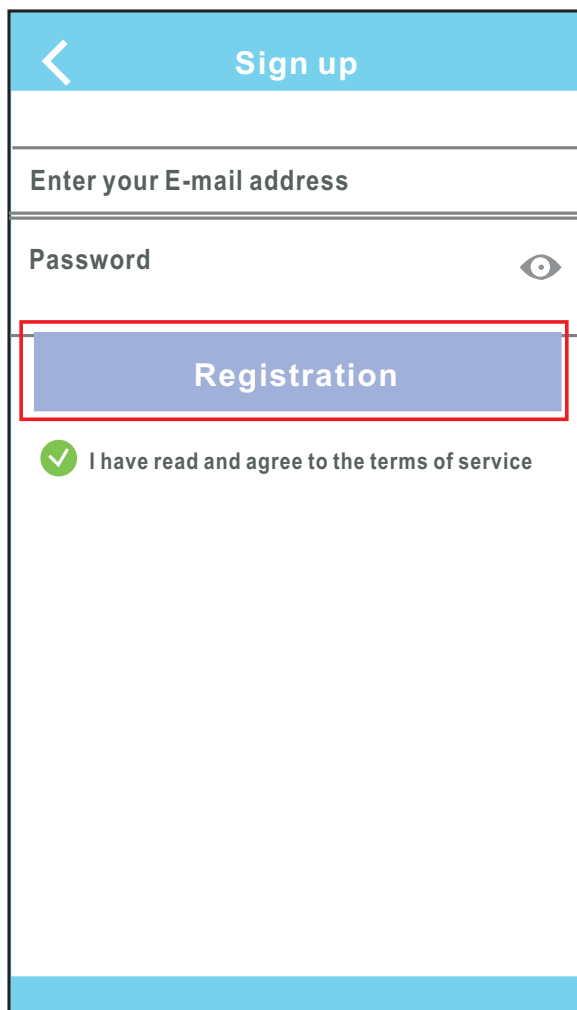 Sign up
Enter your E-mail address
Password
Registration
I have read and agree to the terms of service